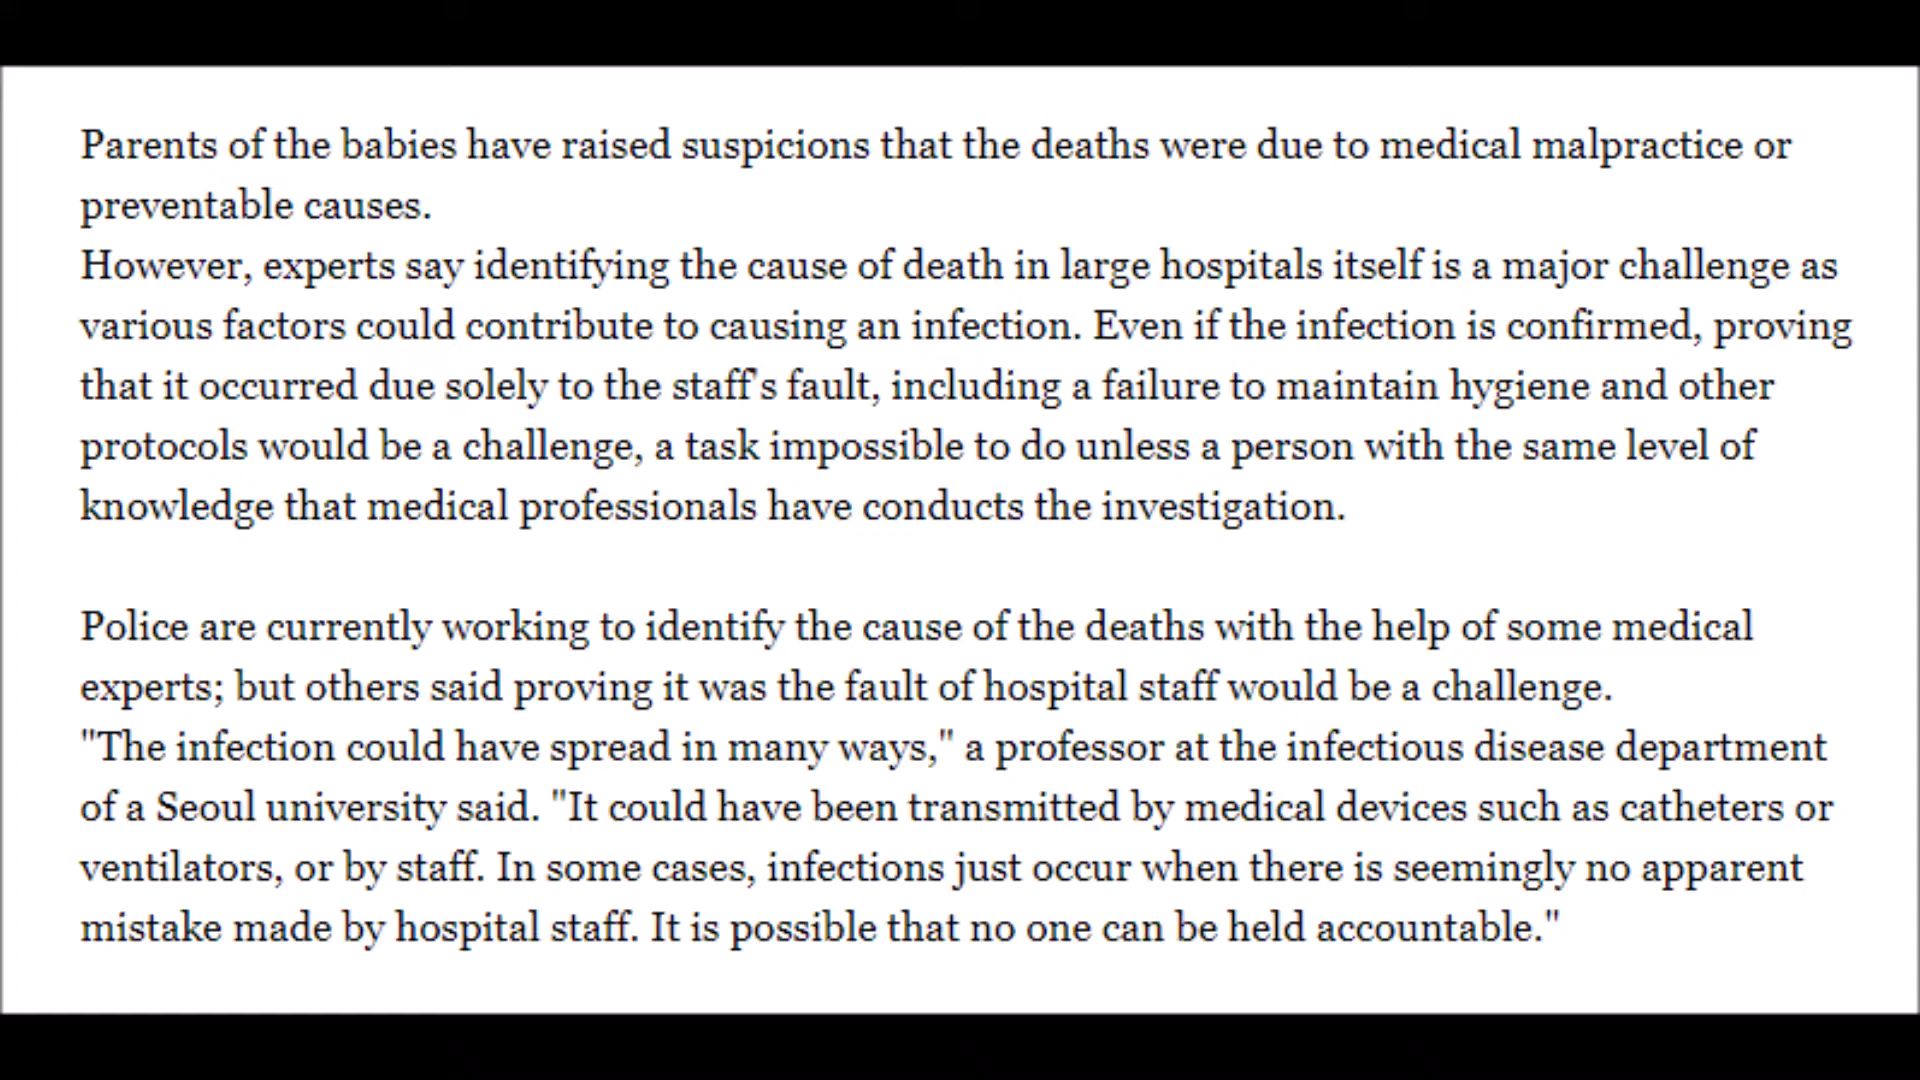 Parents of the babies have raised suspicions that the deaths were due to medical malpractice or
preventable causes.
However, experts say identifying the cause of death in large hospitals itself is a major challenge as
various factors could contribute to causing an infection. Even if the infection is confirmed, proving
that it occurred due solely to the staff's fault, including a failure to maintain hygiene and other
protocols would be a challenge, a task impossible to do unless a person with the same level of
knowledge that medical professionals have conducts the investigation.
Police are currently working to identify the cause of the deaths with the help of some medical
experts; but others said proving it was the fault of hospital staff would be a challenge.
"The infection could have spread in many ways," a professor at the infectious disease department
of a Seoul university said. "It could have been transmitted by medical devices such as catheters or
ventilators, or by staff. In some cases, infections just occur when there is seemingly no apparent
mistake made by hospital staff. It is possible that no one can be held accountable."